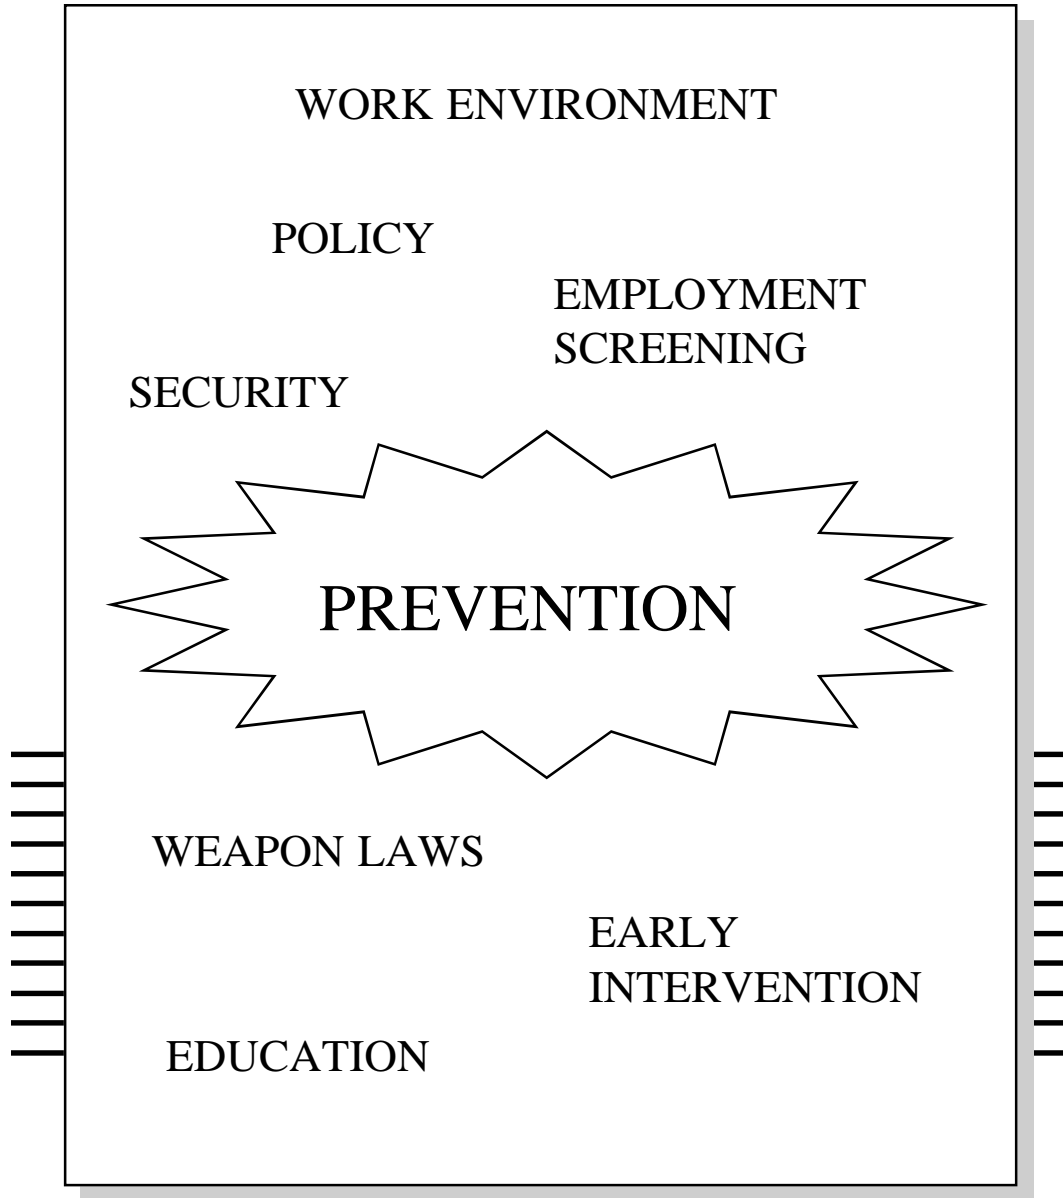 WORK ENVIRONMENT
POLICY
EMPLOYMENT
SCREENING
SECURITY
PREVENTION
WEAPON LAWS
EARLY
INTERVENTION
EDUCATION